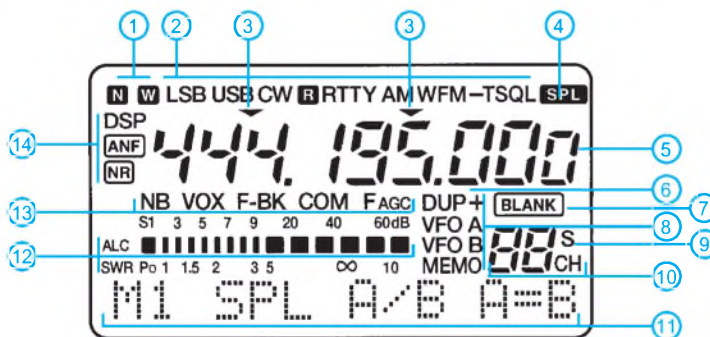 ① ② ③ ③ ④
N W LSB USB CW R RTTY AM WFM–TSQL SPL
DSP
ANF
NR
444.195.000
⑭
⑤
⑥
NB VOX F-BK COM FAGC
DUP+
BLANK
⑦
⑬
S1 3 5 7 9 20 40 60dB
VFO A
⑧
ALC
VFO B
88
S
⑨
⑫
SWR Po 1 1.5 2 3 5 ∞ 10
MEMO
CH
⑩
M1 SPL A/B A=B
⑪